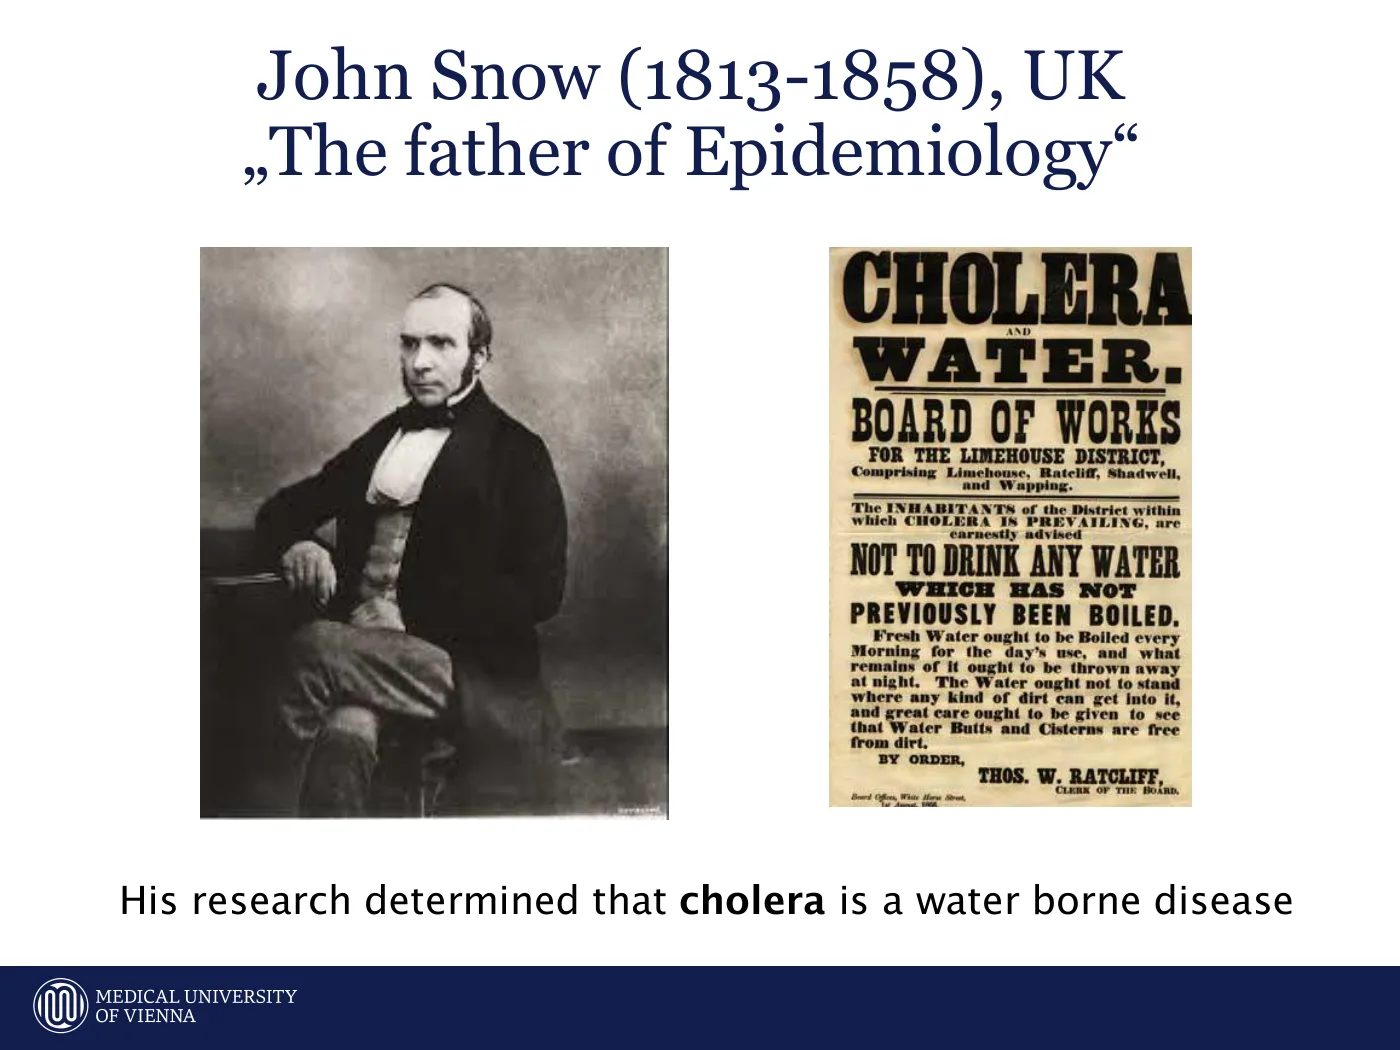 John Snow (1813-1858), UK
„The father of Epidemiology“
CHOLERA
AND
WATER.
BOARD OF WORKS
FOR THE LIMEHOUSE DISTRICT,
Comprising Limehouse, Ratcliff, Shadwell,
and Wapping.
The INHABITANTS of the District within
which CHOLERA IS PREVAILING, are
earnestly advised
NOT TO DRINK ANY WATER
WHICH HAS NOT
PREVIOUSLY BEEN BOILED.
Fresh Water ought to be Boiled every
Morning for the day's use, and what
remains of it ought to be thrown away
at night. The Water ought not to stand
where any kind of dirt can get into it,
and great care ought to be given to see
that Water Butts and Cisterns are free
from dirt.
BY ORDER,
THOS. W. RATCLIFF,
CLERK OF THE BOARD.
Board Offices, White Horse Street,
1st August, 1866.
His research determined that cholera is a water borne disease
MEDICAL UNIVERSITY
OF VIENNA